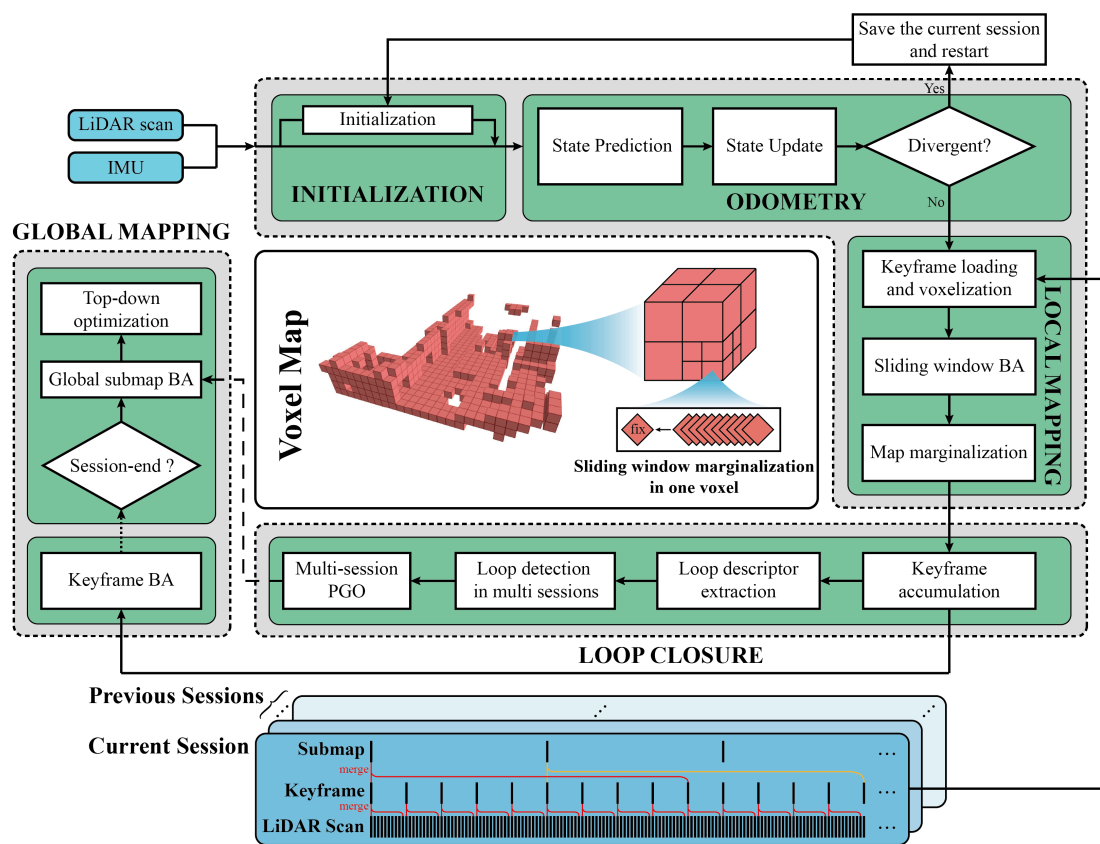 Save the current session
and restart
Yes
LiDAR scan
IMU
Initialization
INITIALIZATION
State Prediction
State Update
Divergent?
ODOMETRY
No
GLOBAL MAPPING
Top-down
optimization
Global submap BA
Session-end ?
Keyframe BA
Voxel Map
fix
Sliding window marginalization
in one voxel
Keyframe loading
and voxelization
Sliding window BA
Map marginalization
LOCAL MAPPING
Multi-session
PGO
Loop detection
in multi sessions
Loop descriptor
extraction
Keyframe
accumulation
LOOP CLOSURE
Previous Sessions
...
...
...
Current Session
Submap
...
merge
Keyframe
...
merge
LiDAR Scan
...